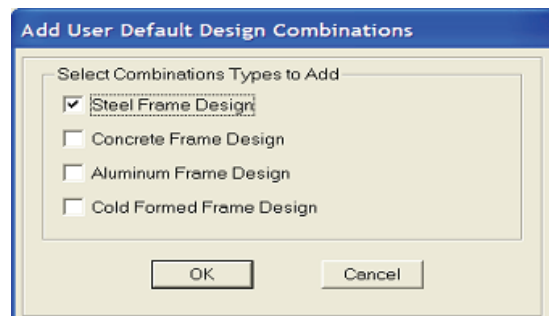 Add User Default Design Combinations
Select Combinations Types to Add
Steel Frame Design
Concrete Frame Design
Aluminum Frame Design
Cold Formed Frame Design
OK Cancel